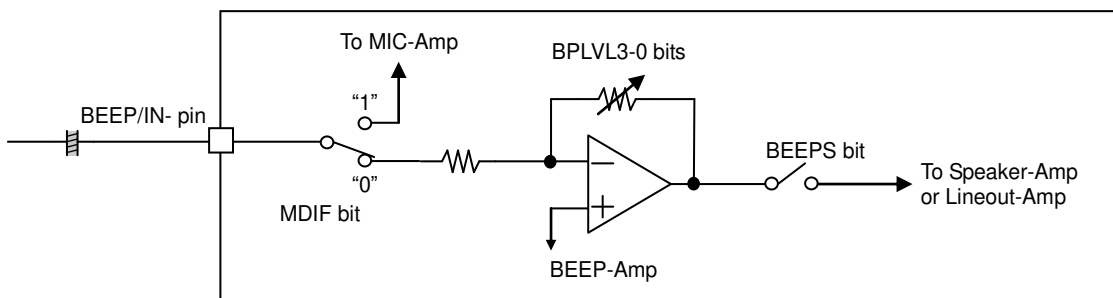 To MIC-Amp
BPLVL3-0 bits
“1”
BEEP/IN- pin
BEEPS bit
−
“0”
To Speaker-Amp
or Lineout-Amp
MDIF bit
+
BEEP-Amp